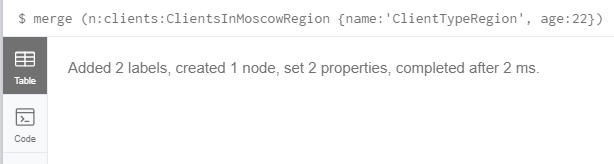 $ merge (n:clients:ClientsInMoscowRegion {name:'ClientTypeRegion', age:22})
Added 2 labels, created 1 node, set 2 properties, completed after 2 ms.
Table
Code